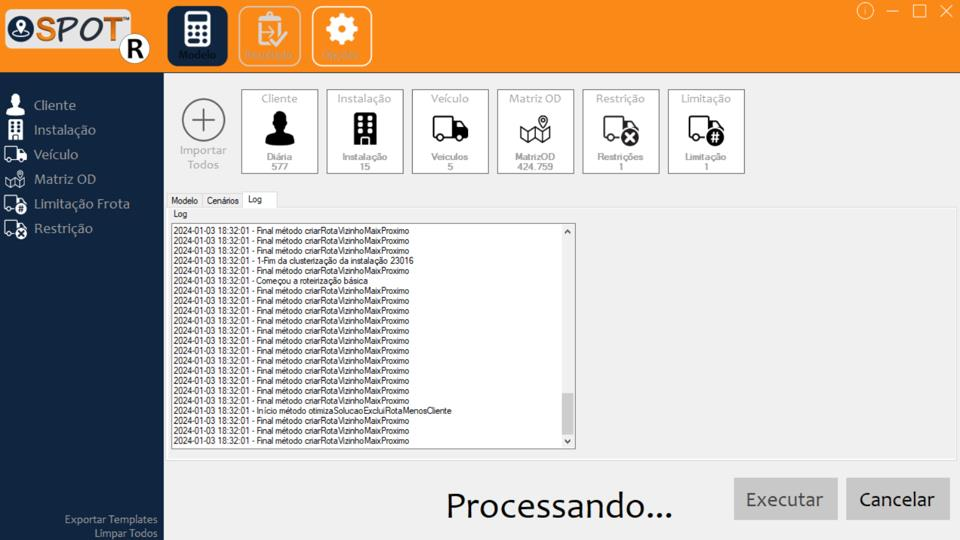 SPOT™
R
Modelo
Resultado
Opções
Cliente
Instalação
Veículo
Matriz OD
Limitação Frota
Restrição
Exportar Templates
Limpar Todos
Importar
Todos
Cliente
Diária
577
Instalação
Instalação
15
Veículo
Veiculos
5
Matriz OD
MatrizOD
424.759
Restrição
Restrições
1
Limitação
Limitação
1
Modelo Cenários Log
Log
2024-01-03 18:32:01 - Final método criarRotaVizinhoMaixProximo
2024-01-03 18:32:01 - Final método criarRotaVizinhoMaixProximo
2024-01-03 18:32:01 - Final método criarRotaVizinhoMaixProximo
2024-01-03 18:32:01 - 1-Fim da clusterização da instalação 23016
2024-01-03 18:32:01 - Final método criarRotaVizinhoMaixProximo
2024-01-03 18:32:01 - Começou a roteirização básica
2024-01-03 18:32:01 - Final método criarRotaVizinhoMaixProximo
2024-01-03 18:32:01 - Final método criarRotaVizinhoMaixProximo
2024-01-03 18:32:01 - Final método criarRotaVizinhoMaixProximo
2024-01-03 18:32:01 - Final método criarRotaVizinhoMaixProximo
2024-01-03 18:32:01 - Final método criarRotaVizinhoMaixProximo
2024-01-03 18:32:01 - Final método criarRotaVizinhoMaixProximo
2024-01-03 18:32:01 - Final método criarRotaVizinhoMaixProximo
2024-01-03 18:32:01 - Final método criarRotaVizinhoMaixProximo
2024-01-03 18:32:01 - Final método criarRotaVizinhoMaixProximo
2024-01-03 18:32:01 - Final método criarRotaVizinhoMaixProximo
2024-01-03 18:32:01 - Final método criarRotaVizinhoMaixProximo
2024-01-03 18:32:01 - Final método criarRotaVizinhoMaixProximo
2024-01-03 18:32:01 - Início método otimizaSolucaoExcluiRotaMenosCliente
2024-01-03 18:32:01 - Final método criarRotaVizinhoMaixProximo
2024-01-03 18:32:01 - Final método criarRotaVizinhoMaixProximo
2024-01-03 18:32:01 - Final método criarRotaVizinhoMaixProximo
Processando...
Executar
Cancelar